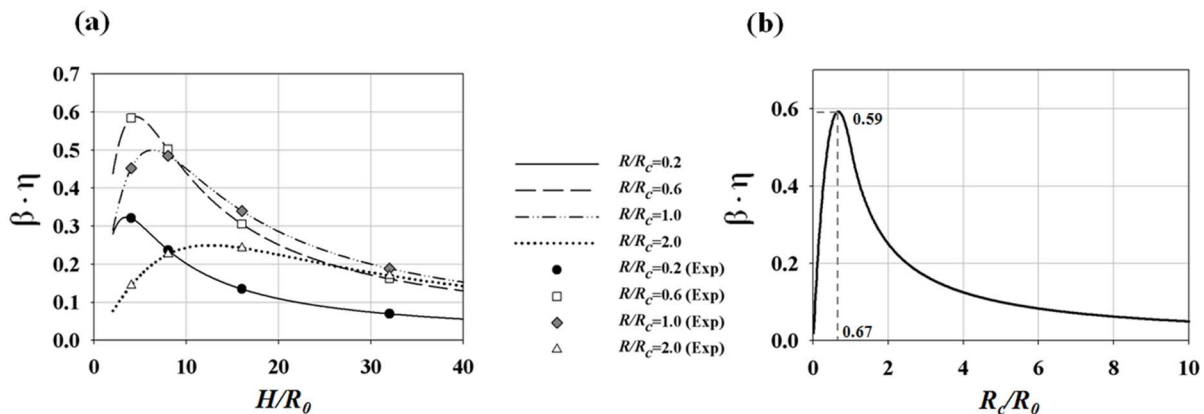 (a)
0.7
0.6
0.5
0.4
0.3
0.2
0.1
0.0
β · η
0
10
20
30
40
H/R0
R/Rc=0.2
R/Rc=0.6
R/Rc=1.0
R/Rc=2.0
R/Rc=0.2 (Exp)
R/Rc=0.6 (Exp)
R/Rc=1.0 (Exp)
R/Rc=2.0 (Exp)
(b)
0.6
0.4
0.2
0.0
β · η
0.59
0.67
0
2
4
6
8
10
Rc/R0